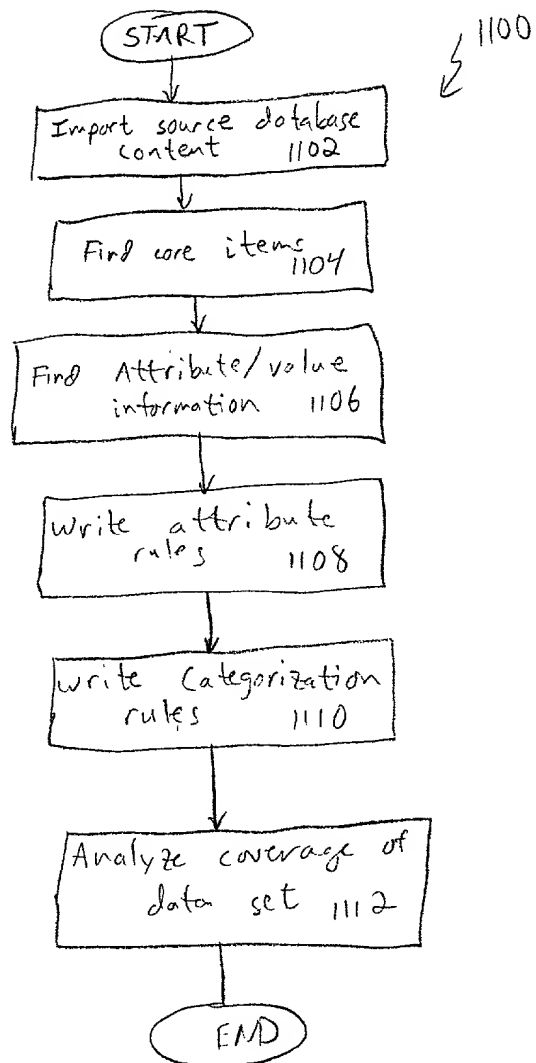 START
1100
Import source database
content 1102
Find core items
1104
Find Attribute/value
information 1106
Write attribute
rules 1108
Write Categorization
rules 1110
Analyze coverage of
data set 1112
END